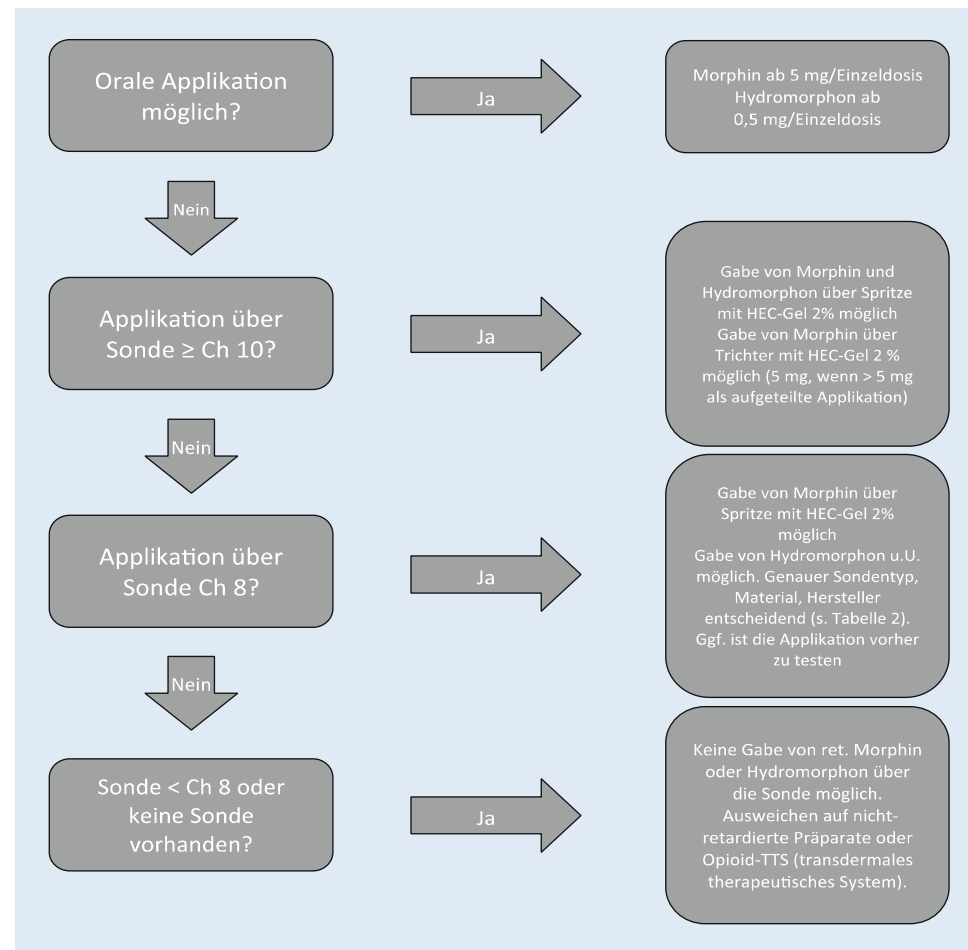 Orale Applikation
möglich?
Ja
Morphin ab 5 mg/Einzeldosis
Hydromorphon ab
0,5 mg/Einzeldosis
Nein
Applikation über
Sonde ≥ Ch 10?
Ja
Gabe von Morphin und
Hydromorphon über Spritze
mit HEC-Gel 2% möglich
Gabe von Morphin über
Trichter mit HEC-Gel 2 %
möglich (5 mg, wenn > 5 mg
als aufgeteilte Applikation)
Nein
Applikation über
Sonde Ch 8?
Ja
Gabe von Morphin über
Spritze mit HEC-Gel 2%
möglich
Gabe von Hydromorphon u.U.
möglich. Genauer Sondentyp,
Material, Hersteller
entscheidend (s. Tabelle 2).
Ggf. ist die Applikation vorher
zu testen
Nein
Sonde < Ch 8 oder
keine Sonde
vorhanden?
Ja
Keine Gabe von ret. Morphin
oder Hydromorphon über
die Sonde möglich.
Ausweichen auf nicht-
retardierte Präparate oder
Opioid-TTS (transdermales
therapeutisches System).